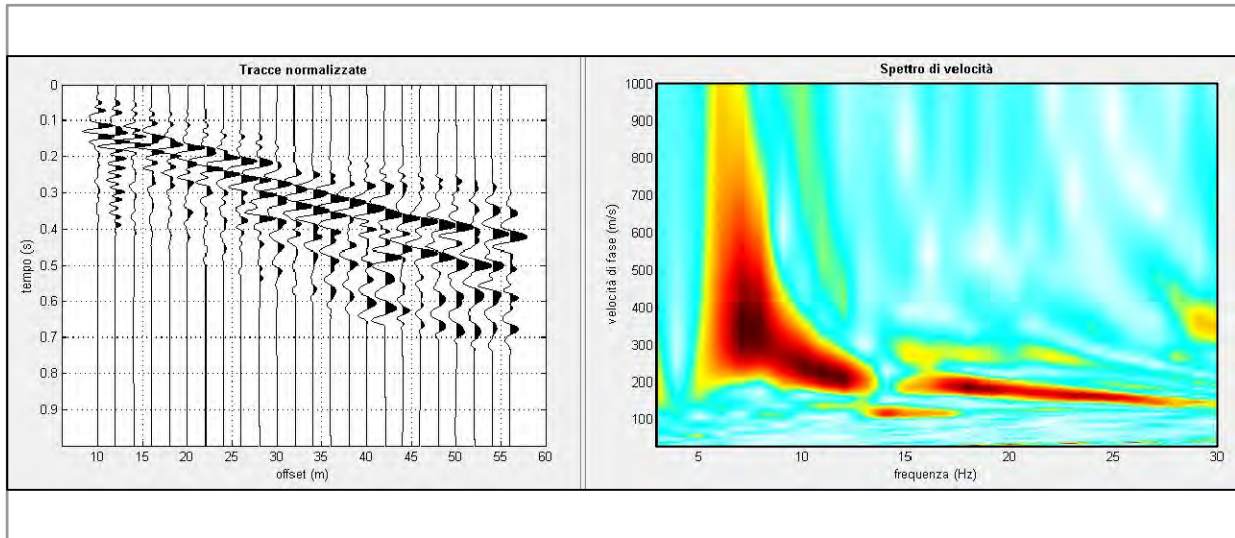 Tracce normalizzate
0
0.1
0.2
0.3
0.4
0.5
0.6
0.7
0.8
0.9
tempo (s)
10 15 20 25 30 35 40 45 50 55 60
offset (m)
Spettro di velocità
1000
900
800
700
600
500
400
300
200
100
velocità di fase (m/s)
5 10 15 20 25 30
frequenza (Hz)